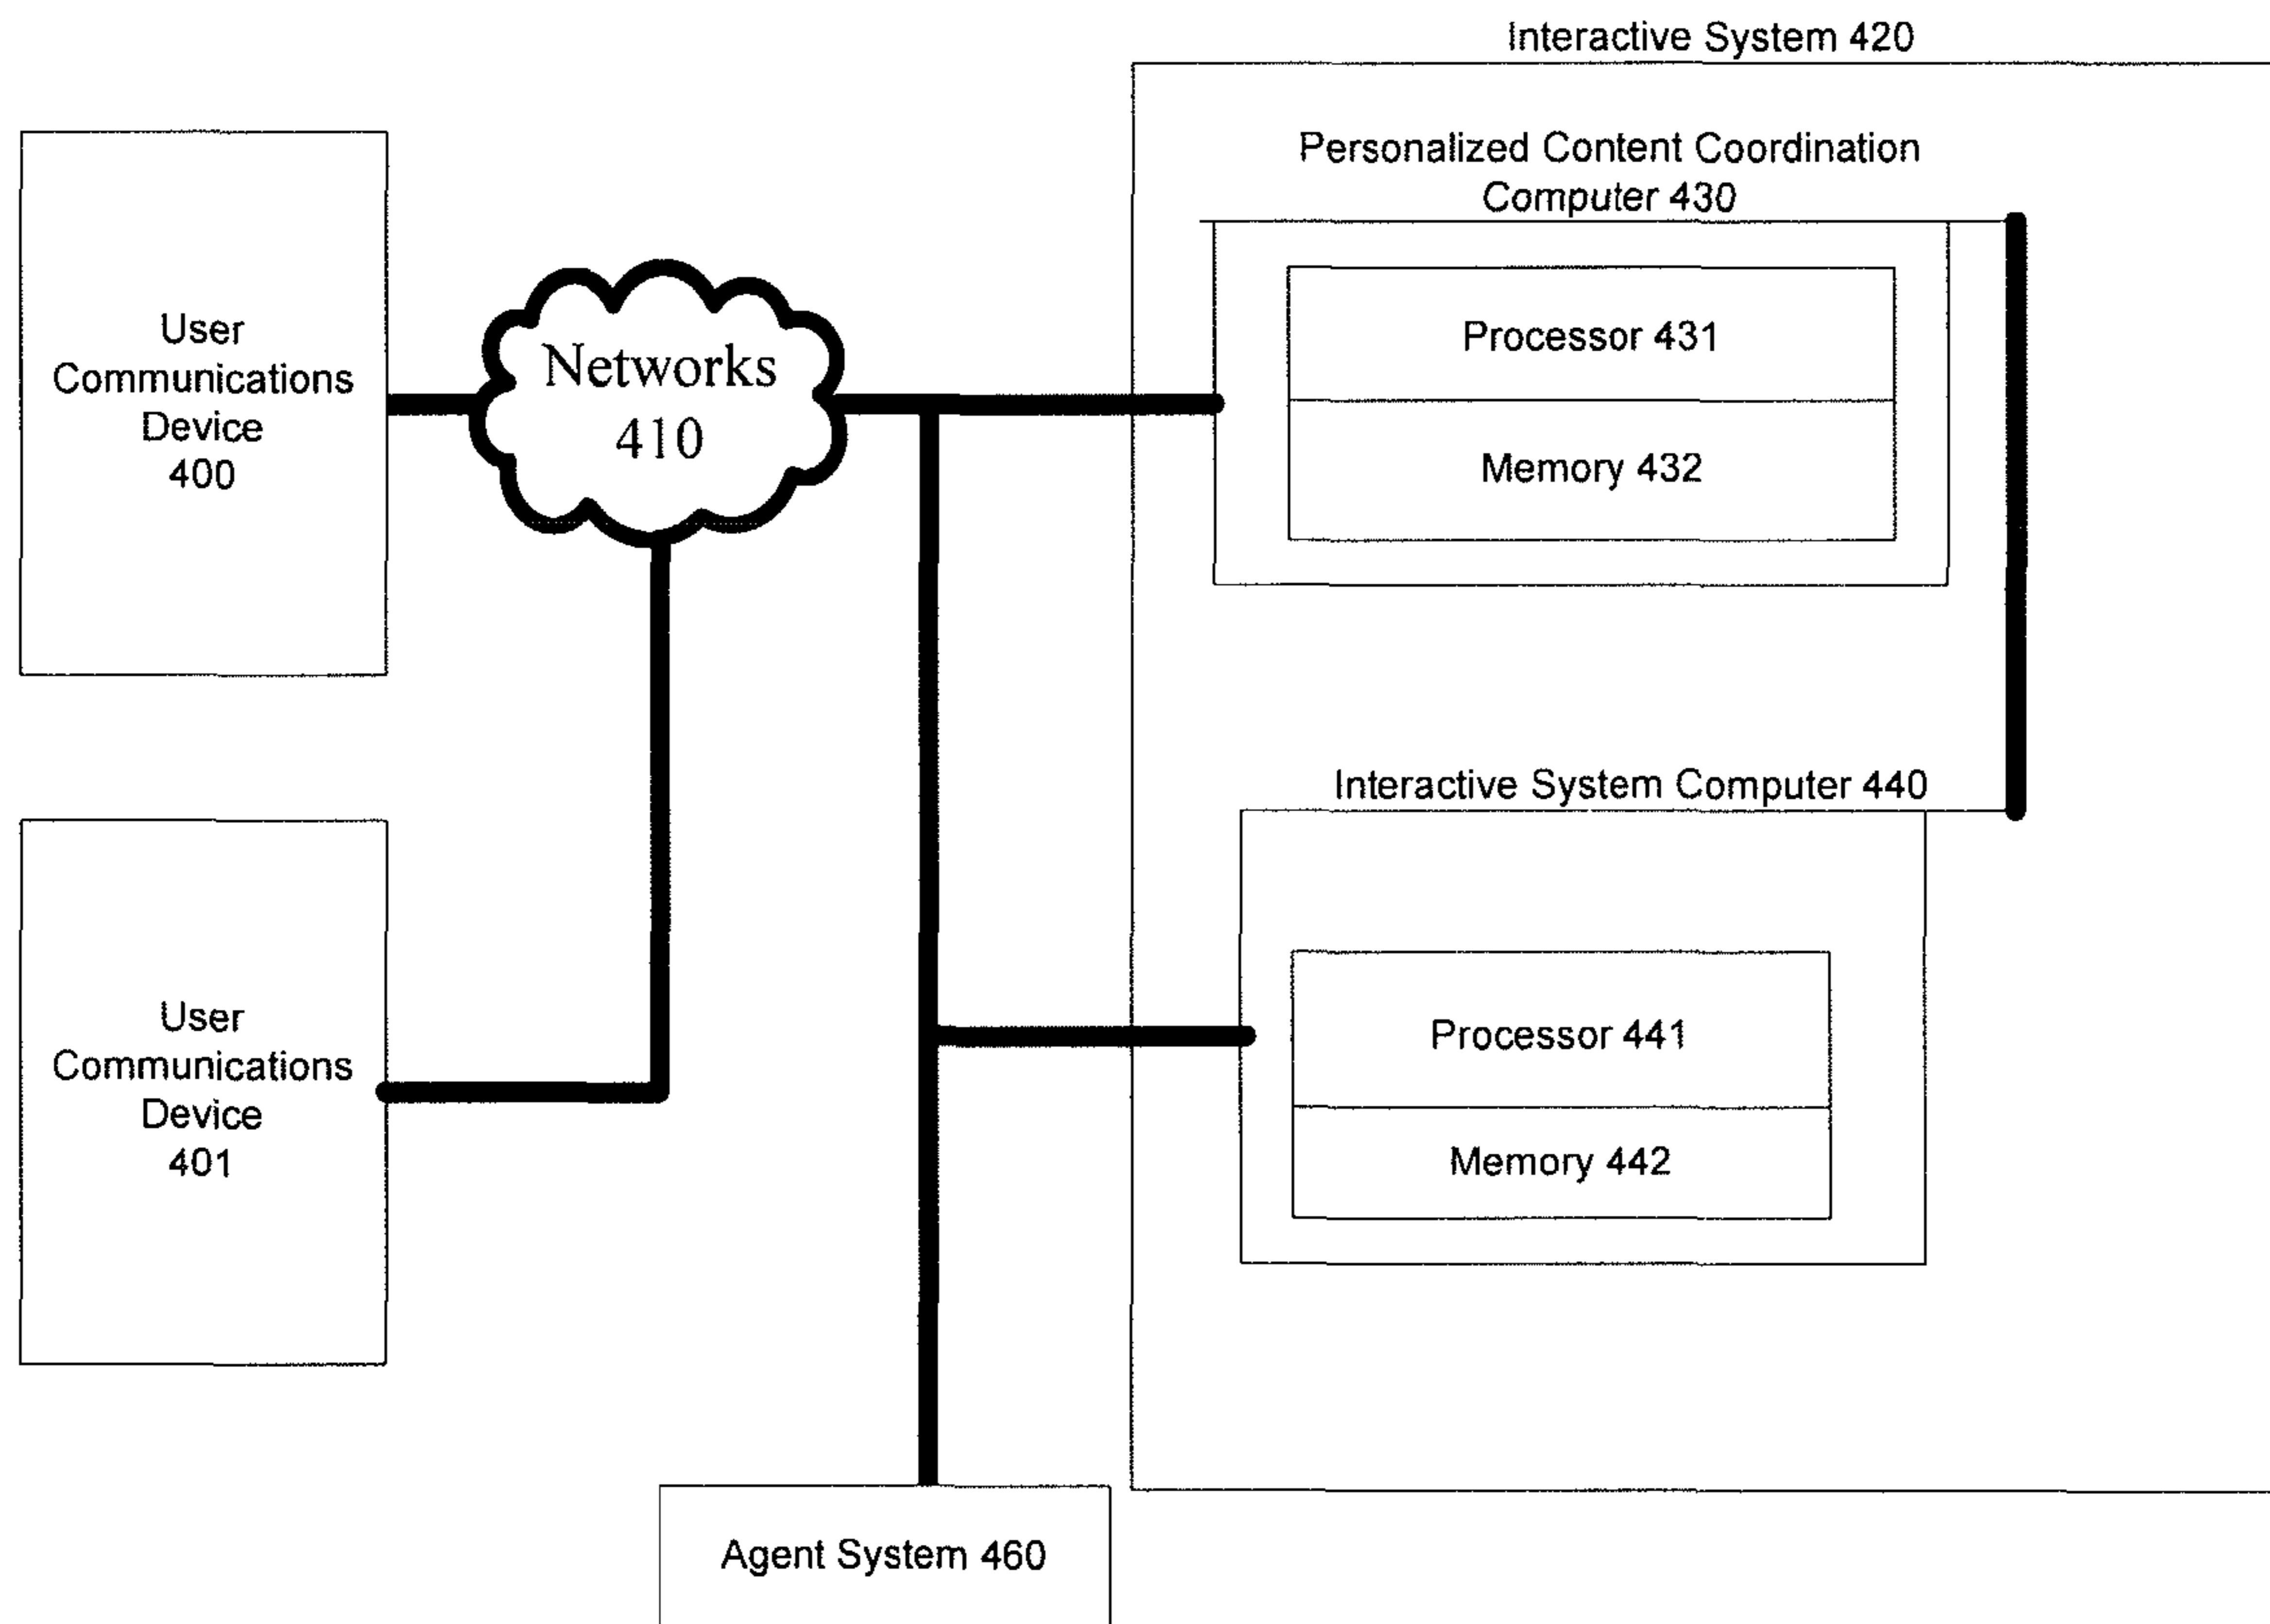 Interactive System 420
Personalized Content Coordination
Computer 430
User
Communications
Device
400
Networks
410
Processor 431
Memory 432
Interactive System Computer 440
User
Communications
Device
401
Processor 441
Memory 442
Agent System 460